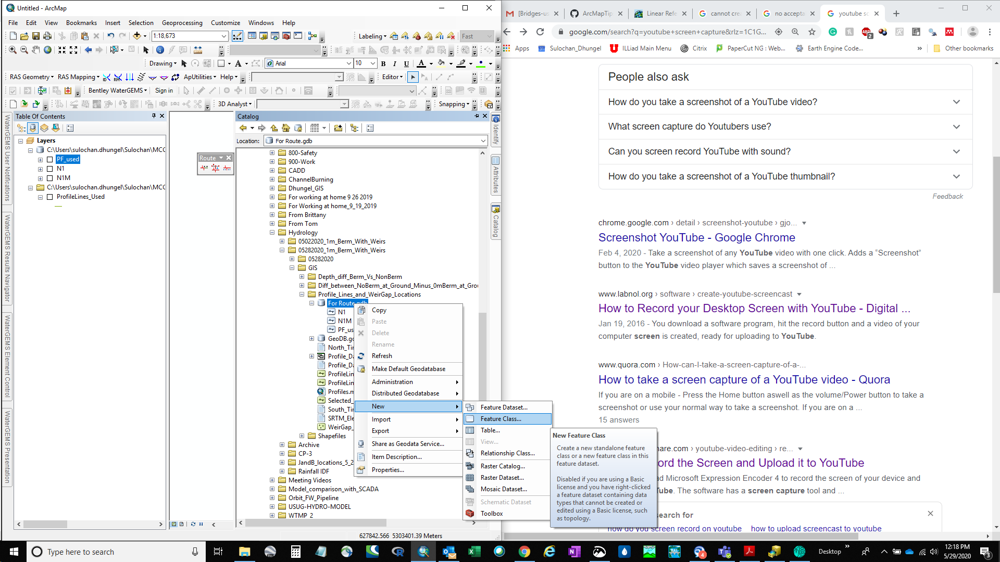 Untitled - ArcMap
File Edit View Bookmarks Insert Selection Geoprocessing Customize Windows Help
1:18,673
Labeling
Fast
Drawing
Arial
10
B I U A
RAS Geometry RAS Mapping ApUtilities Help
Editor
Bentley WaterGEMS Sign in
3D Analyst
Snapping
Table Of Contents
Layers
C:\Users\sulochan.dhungel\Sulochan\MCC
PF_used
N1
N1M
C:\Users\sulochan.dhungel\Sulochan\MCC
ProfileLines_Used
WaterGEMS User Notifications
WaterGEMS Results Navigator
WaterGEMS Element Control
WaterGEMS Presentation
Route
Catalog
Location: For Route.gdb
800-Safety
900-Work
CADD
ChannelBurning
Dhungel_GIS
For working at home 9 26 2019
For Working at home_9_19_2019
From Brittany
From Tom
Hydrology
05022020_1m_Berm_With_Weirs
05282020_1m_Berm_With_Weirs
05282020
GIS
Depth_diff_Berm_Vs_NonBerm
Diff_between_NoBerm_at_Ground_Minus_0mBerm_at_Grou
Profile_Lines_and_WeirGap_Locations
For Route.gdb
N1
N1M
PF_us
GeoDB.gd
North_Tin
Profile_Da
Profile_Da
ProfileLin
ProfileLin
Profiles.m
Selected_
South_Tin
SRTM_Ele
WeirGap_
Shapefiles
Archive
CP-3
JandB_locations_5_2
Rainfall IDF
Meeting Videos
Model_comparison_with_SCADA
Orbit_FW_Pipeline
USUG-HYDRO-MODEL
WTMP_2
Copy
Paste
Delete
Rename
Refresh
Make Default Geodatabase
Administration
Distributed Geodatabase
New
Import
Export
Share as Geodata Service...
Item Description...
Properties...
Feature Dataset...
Feature Class...
Table...
View...
Relationship Class...
Raster Catalog...
Raster Dataset...
Mosaic Dataset...
Schematic Dataset
Toolbox
New Feature Class
Create a new standalone feature
class or a new feature class in this
feature dataset.
Disabled if you are using a Basic
license and you have right-clicked
a feature dataset containing data
types that cannot be created or
edited using a Basic license, such
as topology.
Identify
Attributes
Catalog
627842.566 5303401.39 Meters
[Bridges-us
ArcMapTip
Linear Refe
cannot cre
no accepta
youtube sc
google.com/search?q=youtube+screen+capture&rlz=1C1G...
Apps Sulochan_Dhungel ILLiad Main Menu Citrix PaperCut NG : Web... Earth Engine Code... » Other bookmarks
People also ask
How do you take a screenshot of a YouTube video?
What screen capture do Youtubers use?
Can you screen record YouTube with sound?
How do you take a screenshot of a YouTube thumbnail?
Feedback
chrome.google.com › detail › screenshot-youtube › gjo...
Screenshot YouTube - Google Chrome
Feb 4, 2020 - Take a screenshot of any YouTube video with one click. Adds a “Screenshot”
button to the YouTube video player which saves a screenshot of ...
www.labnol.org › software › create-youtube-screencast
How to Record your Desktop Screen with YouTube - Digital ...
Jan 19, 2016 - You download a software program, hit the record button and a video of your
computer screen is created, ready for uploading to YouTube.
www.quora.com › How-can-I-take-a-screen-capture-of-a-...
How to take a screen capture of a YouTube video - Quora
If you are on a mobile - Press the Home button aswell as the volume/Power button to take a
screenshot or use your normal way to take a screenshot. If you are on a ...
15 answers
are.com › youtube-video-editing › re...
ord the Screen and Upload it to YouTube
ad Microsoft Expression Encoder 4 to record the screen of your device and
Tube. The software has a screen capture tool and ...
search for
how do you screen record on youtube how to upload screencast to youtube
Type here to search
Desktop
12:18 PM
5/29/2020